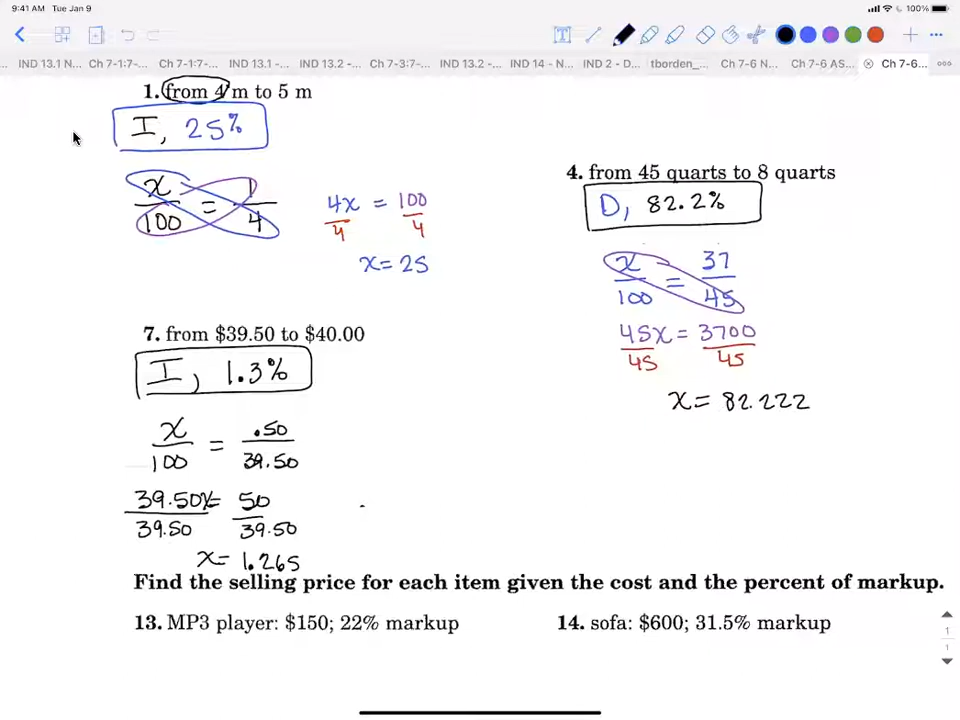 9:41 AM Tue Jan 9
100%
IND 13.1 N...
Ch 7-1:7-...
Ch 7-1:7-...
IND 13.1 -...
IND 13.2 -...
Ch 7-3:7-...
IND 13.2 -...
IND 14 - N...
IND 2 - D...
tborden_...
Ch 7-6 N...
Ch 7-6 AS...
Ch 7-6...
1. from 4 m to 5 m
I, 25%
x/100 = 1/4
4x = 100
4 4
x = 25
4. from 45 quarts to 8 quarts
D, 82.2%
x/100 = 37/45
45x = 3700
45 45
x = 82.222
7. from $39.50 to $40.00
I, 1.3%
x/100 = .50/39.50
39.50x = 50
39.50 39.50
x = 1.265
Find the selling price for each item given the cost and the percent of markup.
13. MP3 player: $150; 22% markup
14. sofa: $600; 31.5% markup
1
1